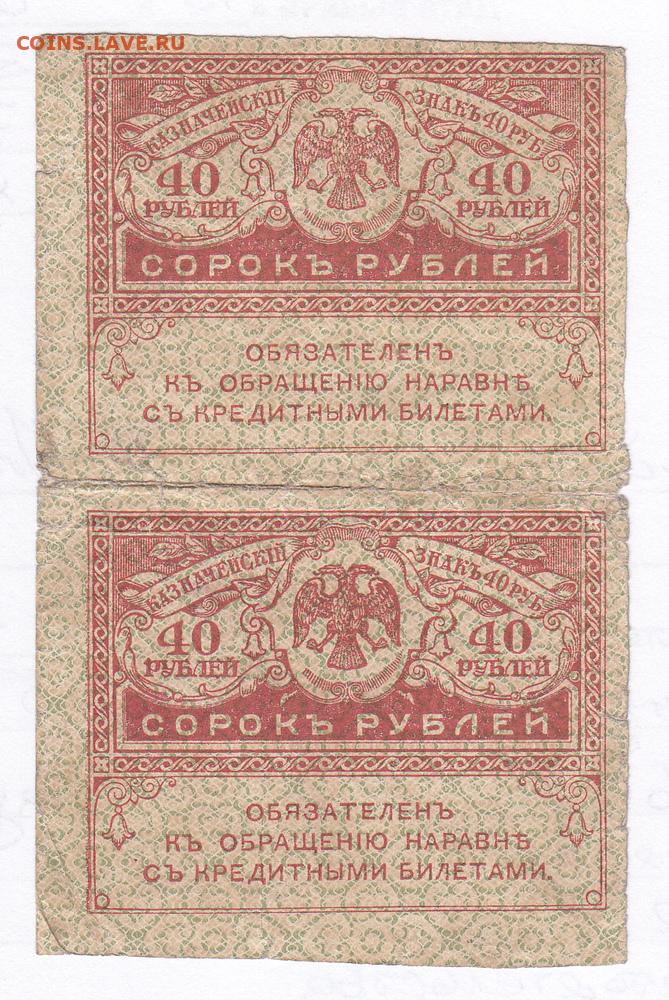 COINS.LAVE.RU
КАЗНАЧЕЙСКІЙ ЗНАКЪ 40 РУБ.
40 40
РУБЛЕЙ РУБЛЕЙ
СОРОКЪ РУБЛЕЙ.
ОБЯЗАТЕЛЕНЪ
КЪ ОБРАЩЕНІЮ НАРАВНѢ
СЪ КРЕДИТНЫМИ БИЛЕТАМИ.
КАЗНАЧЕЙСКІЙ ЗНАКЪ 40 РУБ.
40 40
РУБЛЕЙ РУБЛЕЙ
СОРОКЪ РУБЛЕЙ
ОБЯЗАТЕЛЕНЪ
КЪ ОБРАЩЕНІЮ НАРАВНѢ
СЪ КРЕДИТНЫМИ БИЛЕТАМИ.